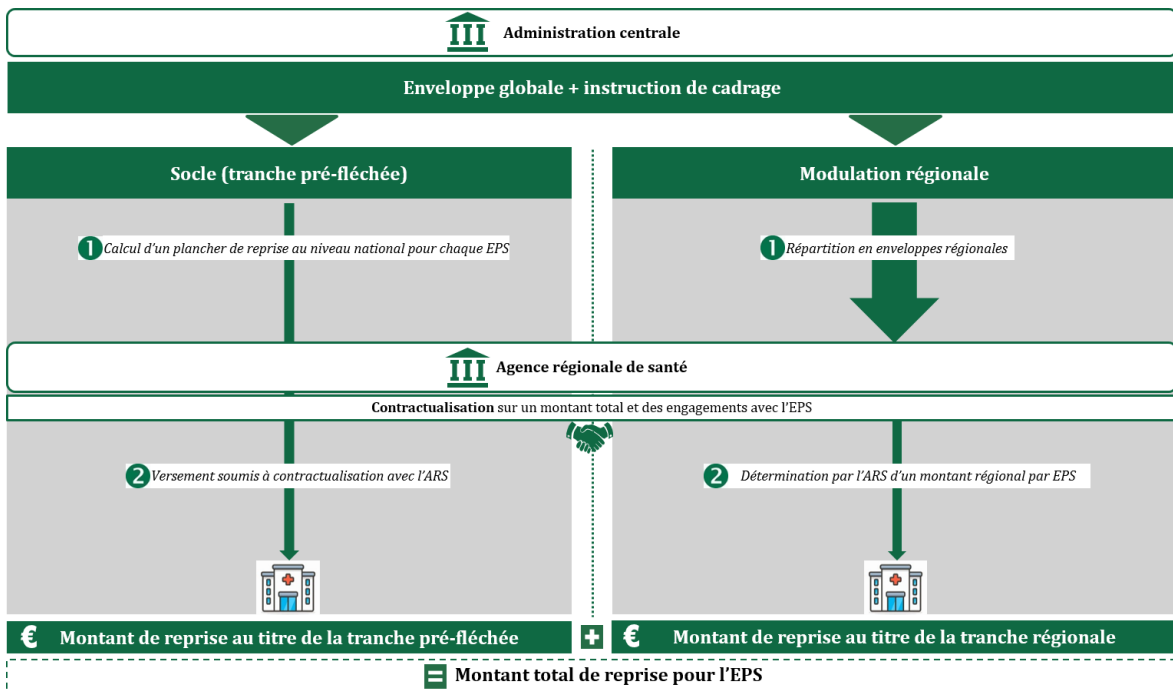 Administration centrale
Enveloppe globale + instruction de cadrage
Socle (tranche pré-fléchée)
Modulation régionale
1 Calcul d'un plancher de reprise au niveau national pour chaque EPS
1 Répartition en enveloppes régionales
Agence régionale de santé
Contractualisation sur un montant total et des engagements avec l'EPS
2 Versement soumis à contractualisation avec l'ARS
2 Détermination par l'ARS d'un montant régional par EPS
€ Montant de reprise au titre de la tranche pré-fléchée
+
€ Montant de reprise au titre de la tranche régionale
= Montant total de reprise pour l'EPS